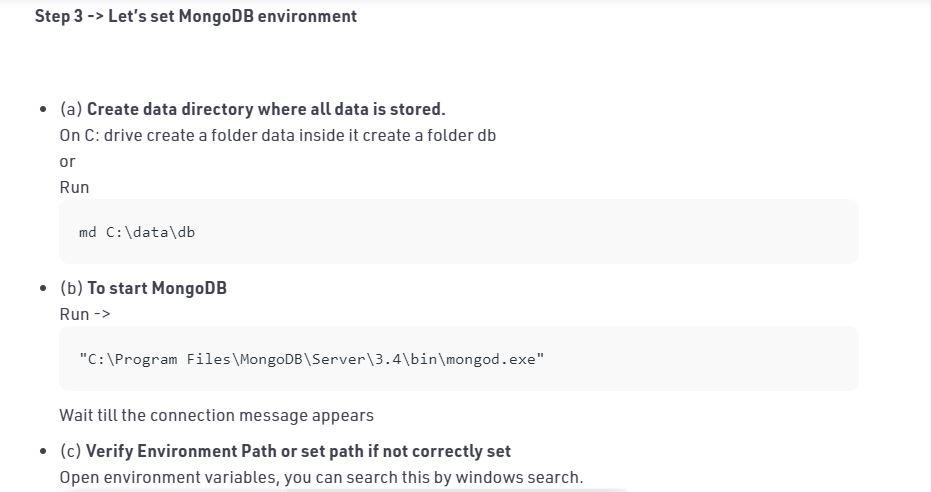 Step 3 -> Let's set MongoDB environment
(a) Create data directory where all data is stored.
On C: drive create a folder data inside it create a folder db
or
Run
md C:\data\db
(b) To start MongoDB
Run ->
"C:\Program Files\MongoDB\Server\3.4\bin\mongod.exe"
Wait till the connection message appears
(c) Verify Environment Path or set path if not correctly set
Open environment variables, you can search this by windows search.